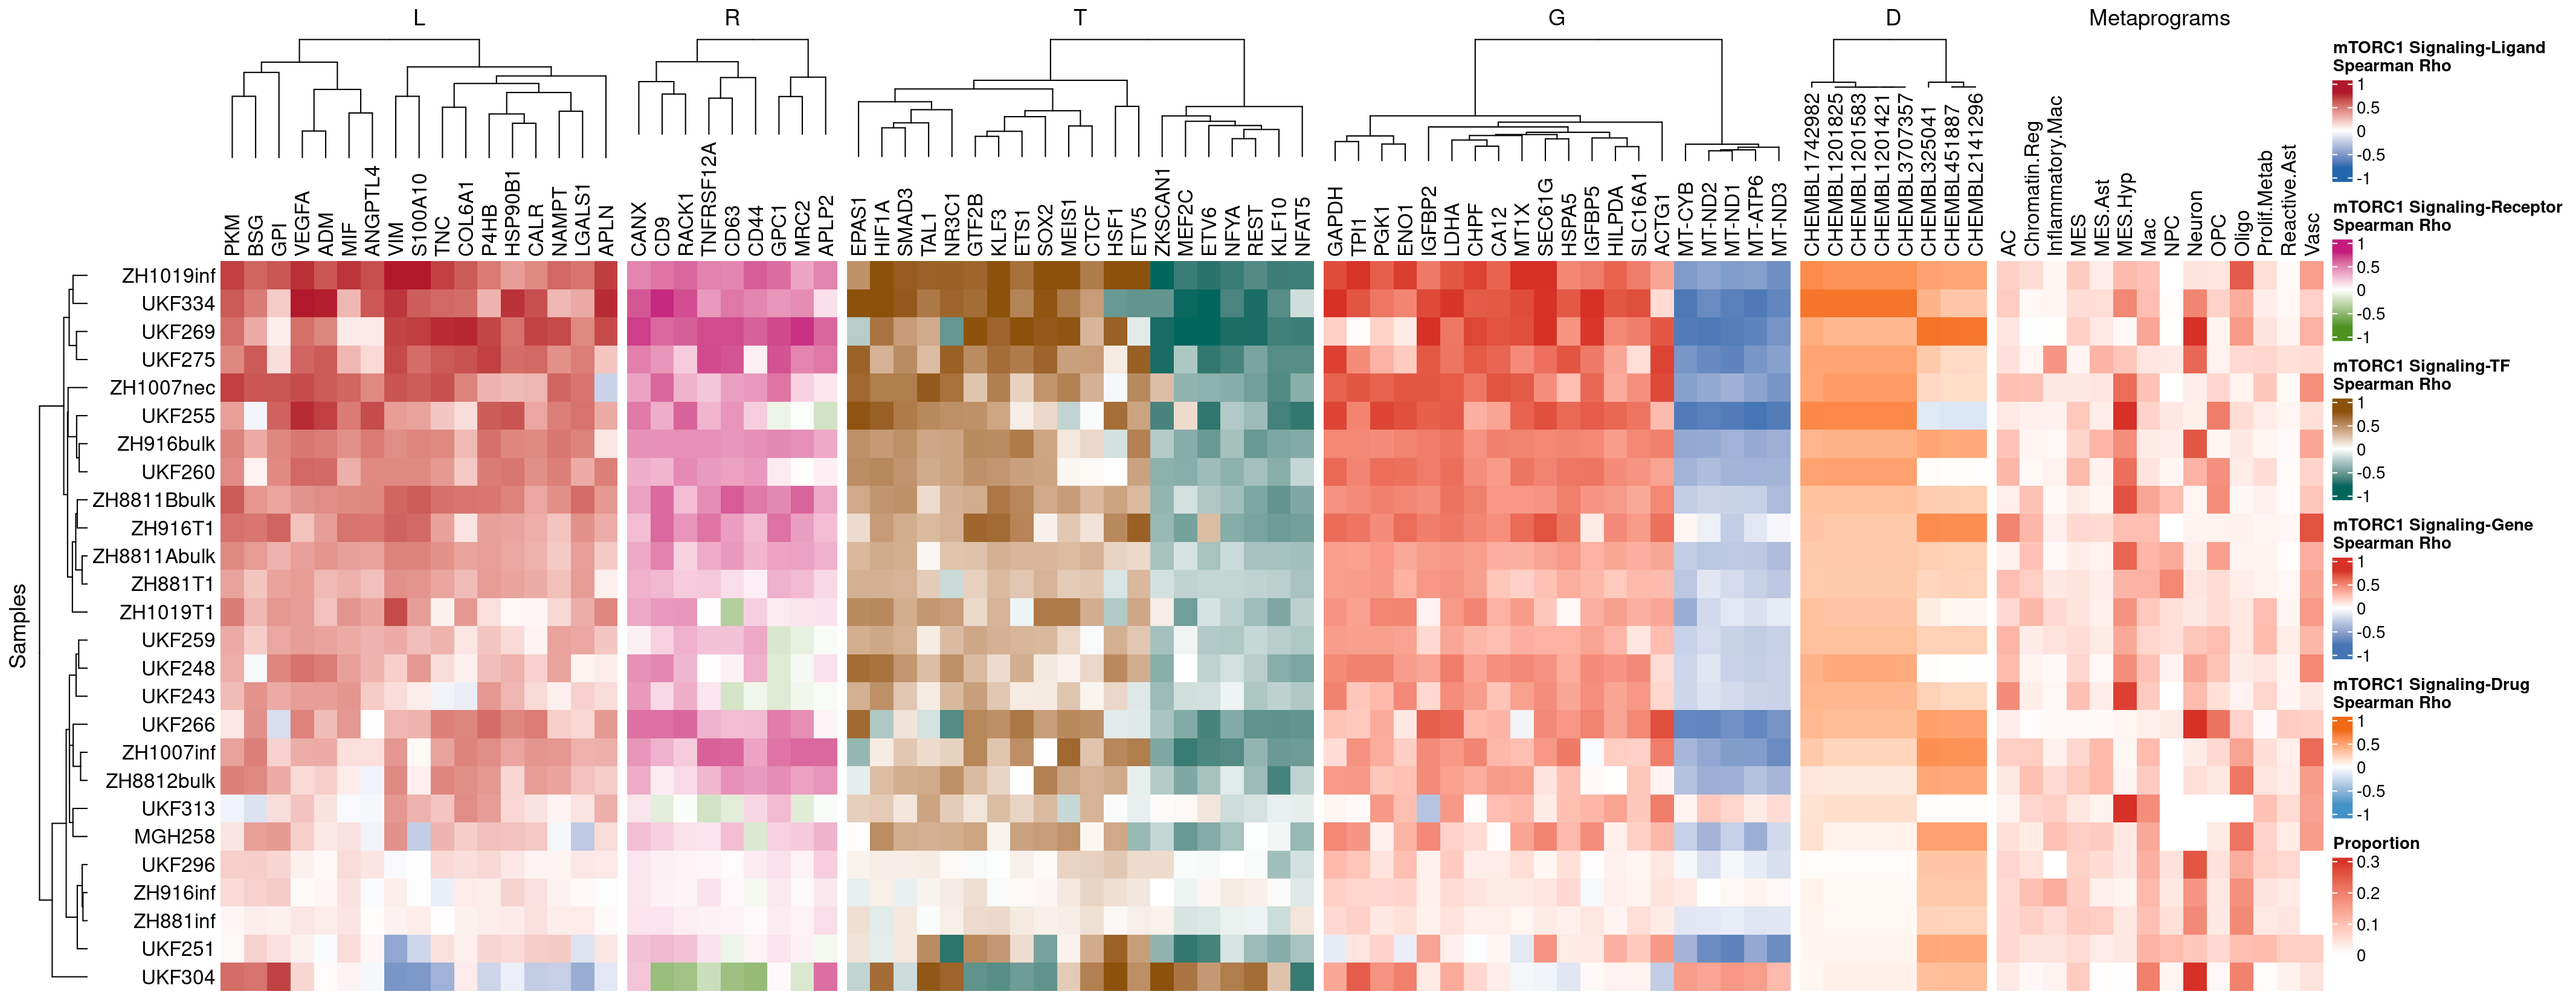 L R T G D Metaprograms
PKM BSG GPI VEGFA ADM MIF ANGPTL4 VIM S100A10 TNC COL6A1 P4HB HSP90B1 CALR NAMPT LGALS1 APLN
CANX CD9 RACK1 TNFRSF12A CD63 CD44 GPC1 MRC2 APLP2
EPAS1 HIF1A SMAD3 TAL1 NR3C1 GTF2B KLF3 ETS1 SOX2 MEIS1 CTCF HSF1 ETV5 ZKSCAN1 MEF2C ETV6 NFYA REST KLF10 NFAT5
GAPDH TPI1 PGK1 ENO1 IGFBP2 LDHA CHPF CA12 MT1X SEC61G HSPA5 IGFBP5 HILPDA SLC16A1 ACTG1 MT-CYB MT-ND2 MT-ND1 MT-ATP6 MT-ND3
CHEMBL1742982 CHEMBL1201825 CHEMBL1201583 CHEMBL1201421 CHEMBL3707357 CHEMBL325041 CHEMBL451887 CHEMBL2141296
AC Chromatin.Reg Inflammatory.Mac MES MES.Ast MES.Hyp Mac NPC Neuron OPC Oligo Prolif.Metab Reactive.Ast Vasc
Samples
ZH1019inf
UKF334
UKF269
UKF275
ZH1007nec
UKF255
ZH916bulk
UKF260
ZH8811Bbulk
ZH916T1
ZH8811Abulk
ZH881T1
ZH1019T1
UKF259
UKF248
UKF243
UKF266
ZH1007inf
ZH8812bulk
UKF313
MGH258
UKF296
ZH916inf
ZH881inf
UKF251
UKF304
mTORC1 Signaling-Ligand
Spearman Rho
1
0.5
0
-0.5
-1
mTORC1 Signaling-Receptor
Spearman Rho
1
0.5
0
-0.5
-1
mTORC1 Signaling-TF
Spearman Rho
1
0.5
0
-0.5
-1
mTORC1 Signaling-Gene
Spearman Rho
1
0.5
0
-0.5
-1
mTORC1 Signaling-Drug
Spearman Rho
1
0.5
0
-0.5
-1
Proportion
0.3
0.2
0.1
0